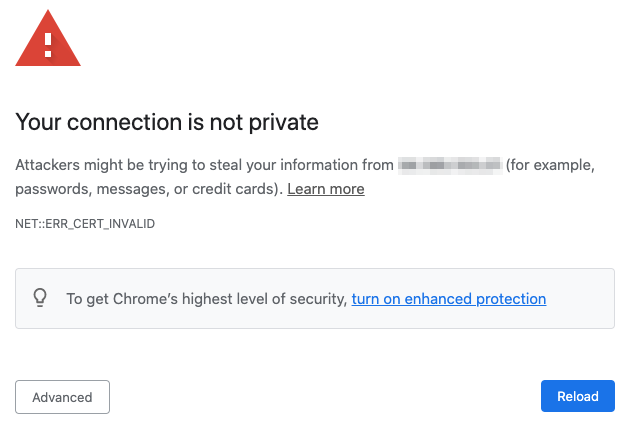 Your connection is not private
Attackers might be trying to steal your information from (for example,
passwords, messages, or credit cards). Learn more
NET::ERR_CERT_INVALID
To get Chrome’s highest level of security, turn on enhanced protection
Advanced
Reload